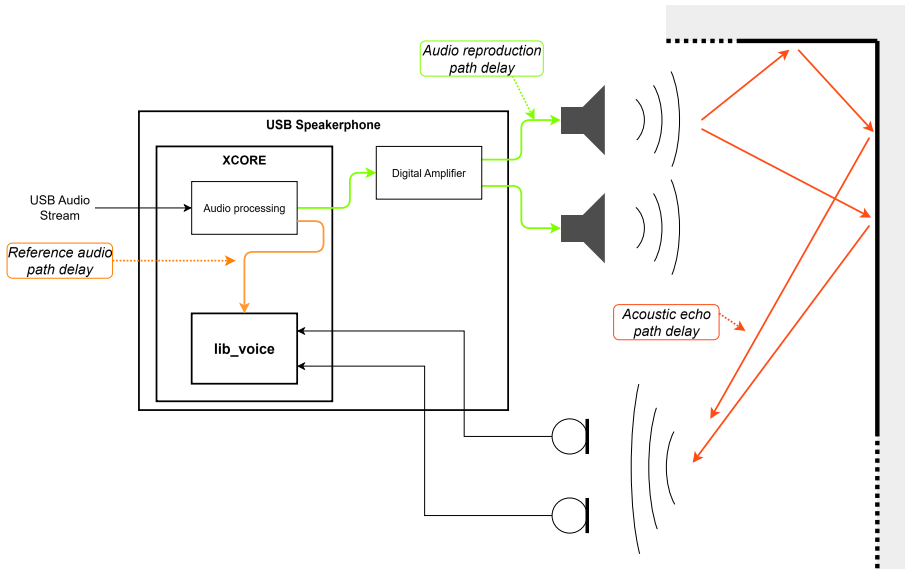 Audio reproduction
path delay
USB Speakerphone
XCORE
Digital Amplifier
Audio processing
USB Audio
Stream
Reference audio
path delay
Acoustic echo
path delay
lib_voice